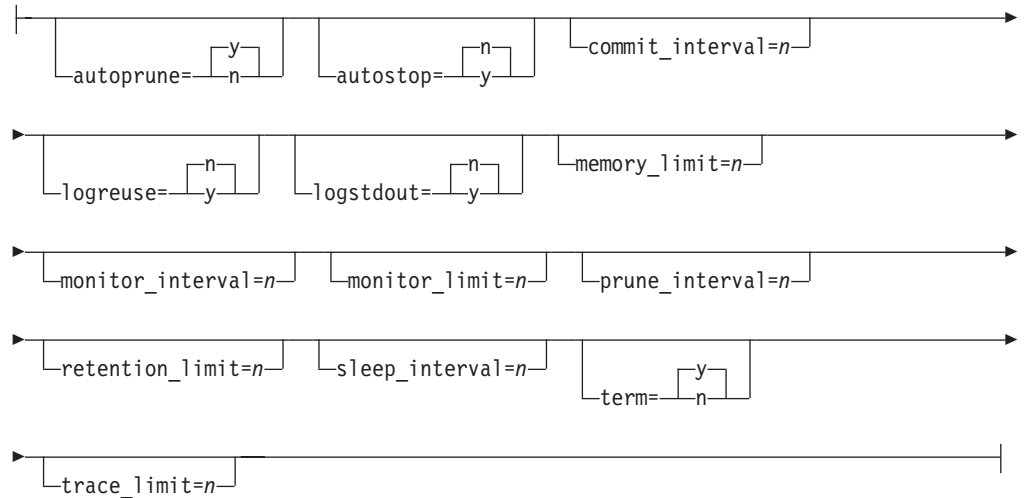 y n n
autoprune= n autostop= y commit_interval=n
n n
logreuse= y logstdout= y memory_limit=n
monitor_interval=n monitor_limit=n prune_interval=n
retention_limit=n sleep_interval=n y
term= n
trace_limit=n